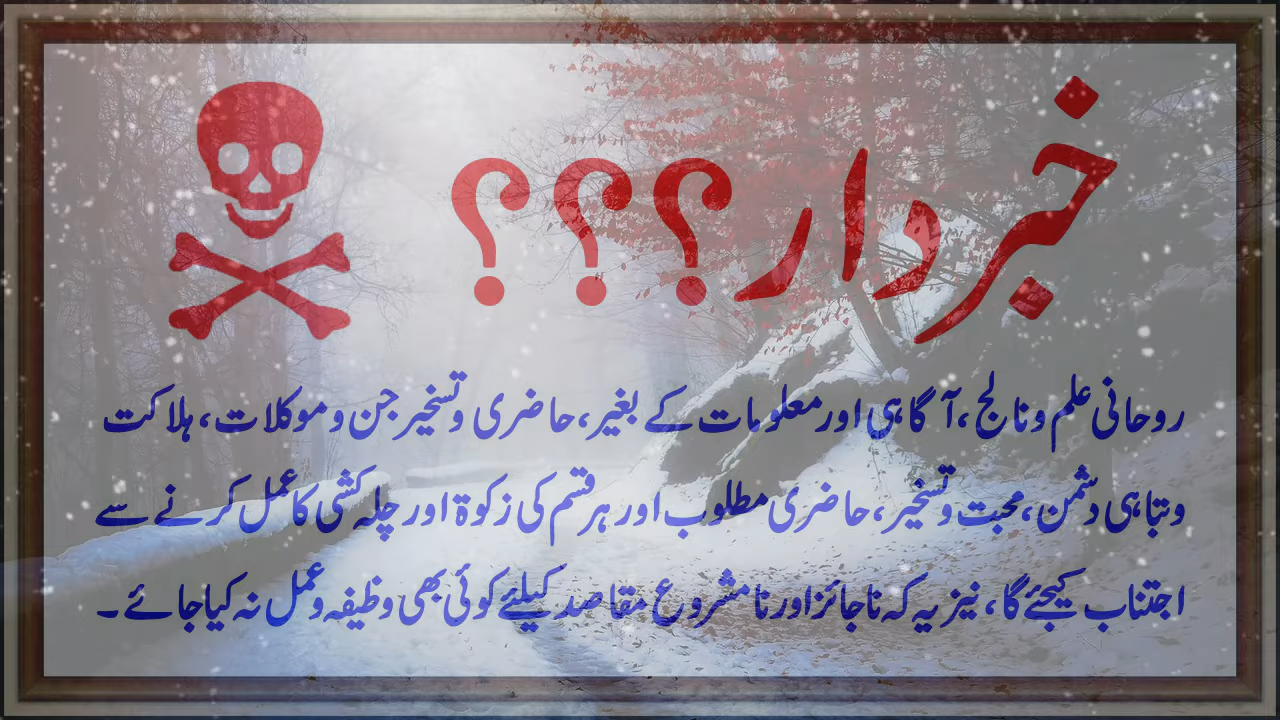 خبردار؟؟؟
روحانی علم و نالج، آگاہی اور معلومات کے بغیر، حاضری و تسخیر جن و موکلات، ہلاکت
و تباہی دشمن، محبت و تسخیر، حاضری مطلوب اور ہر قسم کی زکوۃ اور چلہ کشی کا عمل کرنے سے
اجتناب کیجئے گا، نیز یہ کہ ناجائز اور نامشروع مقاصد کیلئے کوئی بھی وظیفہ و عمل نہ کیا جائے۔